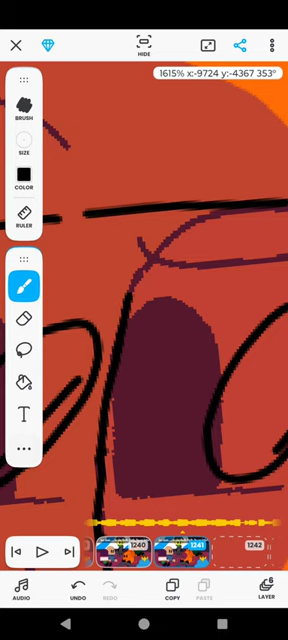 HIDE
1615% x:-9724 y:-4367 353°
BRUSH
SIZE
COLOR
RULER
T
1240
1241
1242
AUDIO
UNDO
REDO
COPY
PASTE
6
LAYER